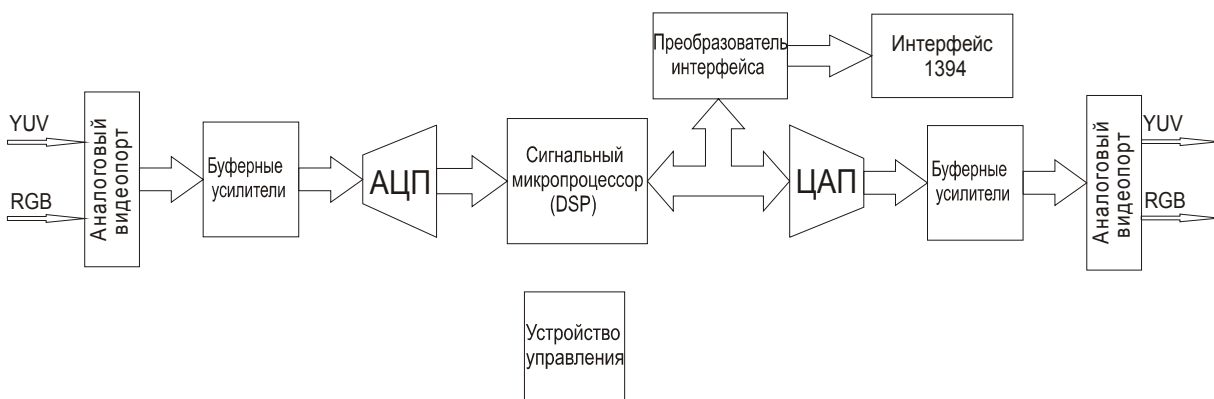 YUV
RGB
Аналоговый
видеопорт
Буферные
усилители
АЦП
Сигнальный
микропроцессор
(DSP)
Преобразователь
интерфейса
Интерфейс
1394
ЦАП
Буферные
усилители
Аналоговый
видеопорт
YUV
RGB
Устройство
управления